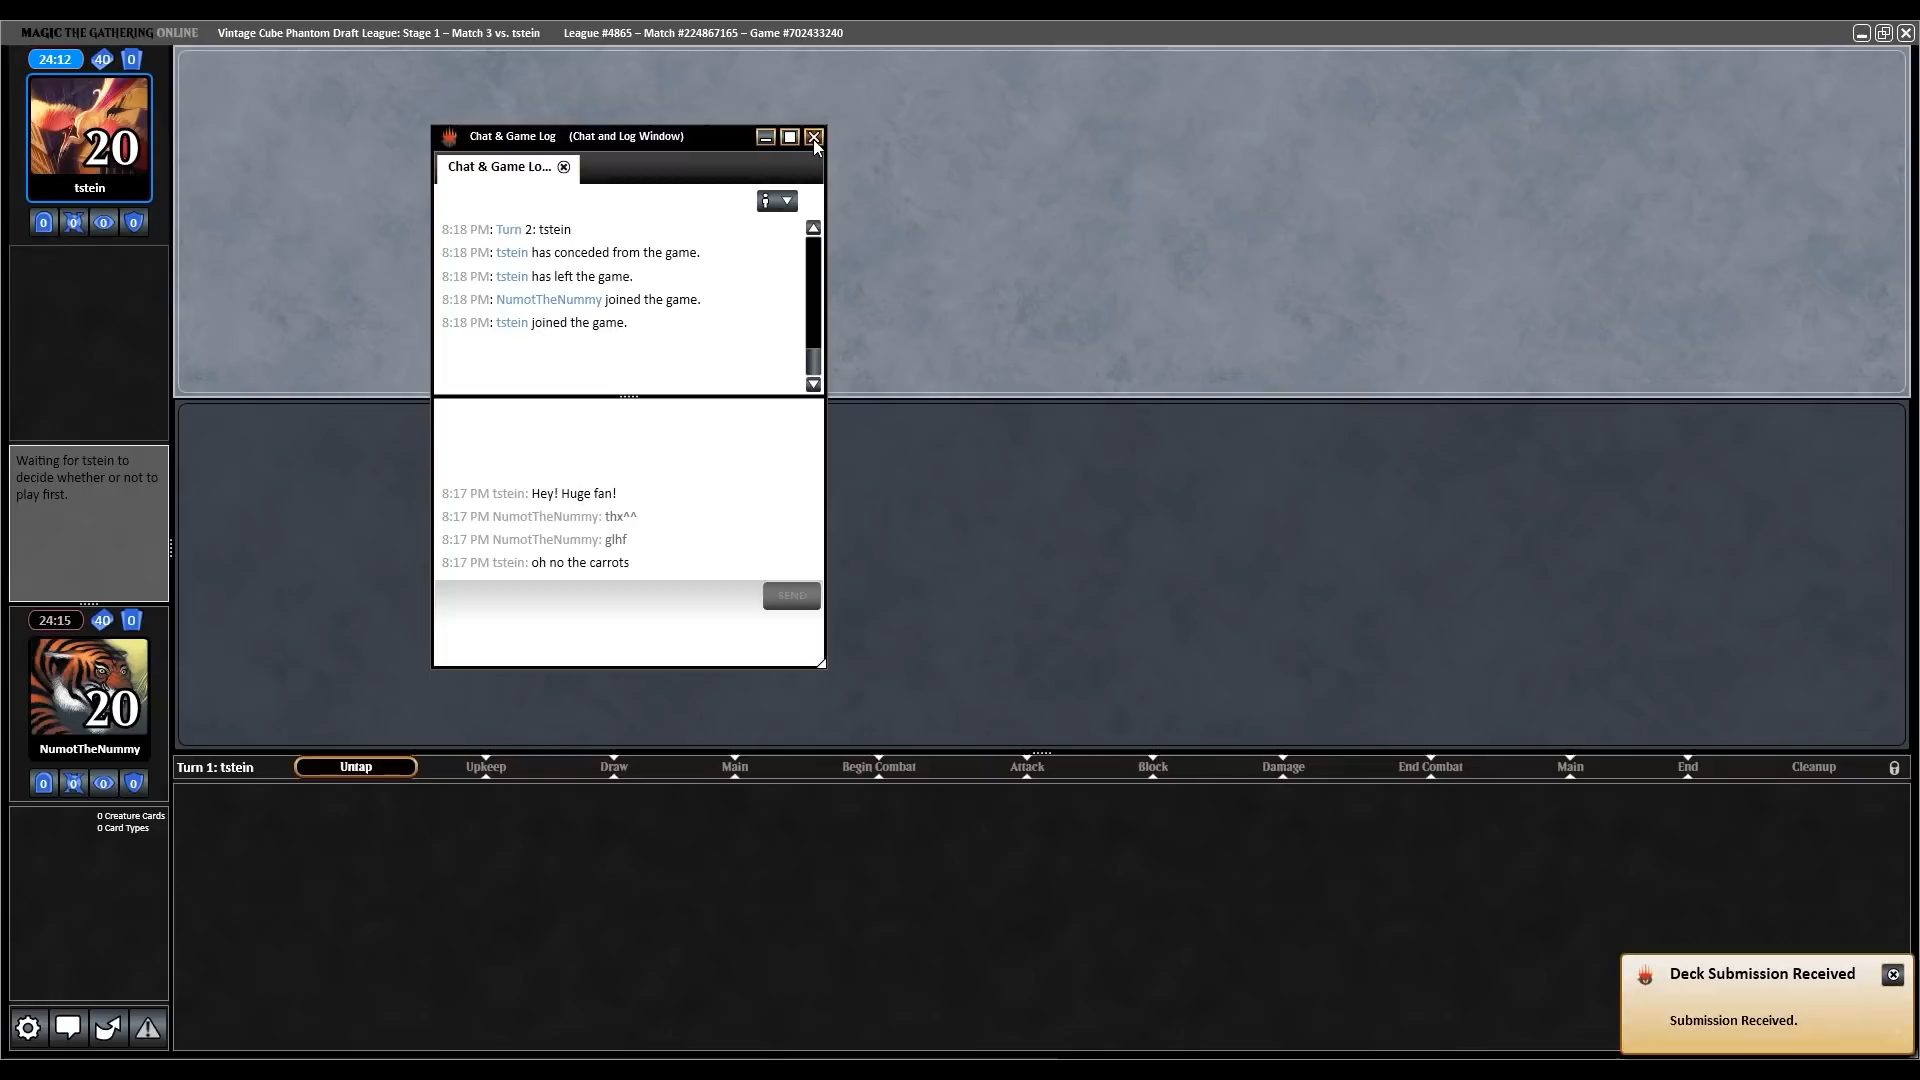 MAGIC THE GATHERING ONLINE Vintage Cube Phantom Draft League: Stage 1 – Match 3 vs. tstein League #4865 – Match #224867165 – Game #702433240
24:12 40 0
20
tstein
0 0 0 0
Chat & Game Log (Chat and Log Window)
Chat & Game Lo...
8:18 PM: Turn 2: tstein
8:18 PM: tstein has conceded from the game.
8:18 PM: tstein has left the game.
8:18 PM: NumotTheNummy joined the game.
8:18 PM: tstein joined the game.
8:17 PM tstein: Hey! Huge fan!
8:17 PM NumotTheNummy: thx^^
8:17 PM NumotTheNummy: glhf
8:17 PM tstein: oh no the carrots
SEND
Waiting for tstein to
decide whether or not to
play first.
24:15 40 0
20
NumotTheNummy
0 0 0 0
0 Creature Cards
0 Card Types
Turn 1: tstein Untap Upkeep Draw Main Begin Combat Attack Block Damage End Combat Main End Cleanup
Deck Submission Received
Submission Received.